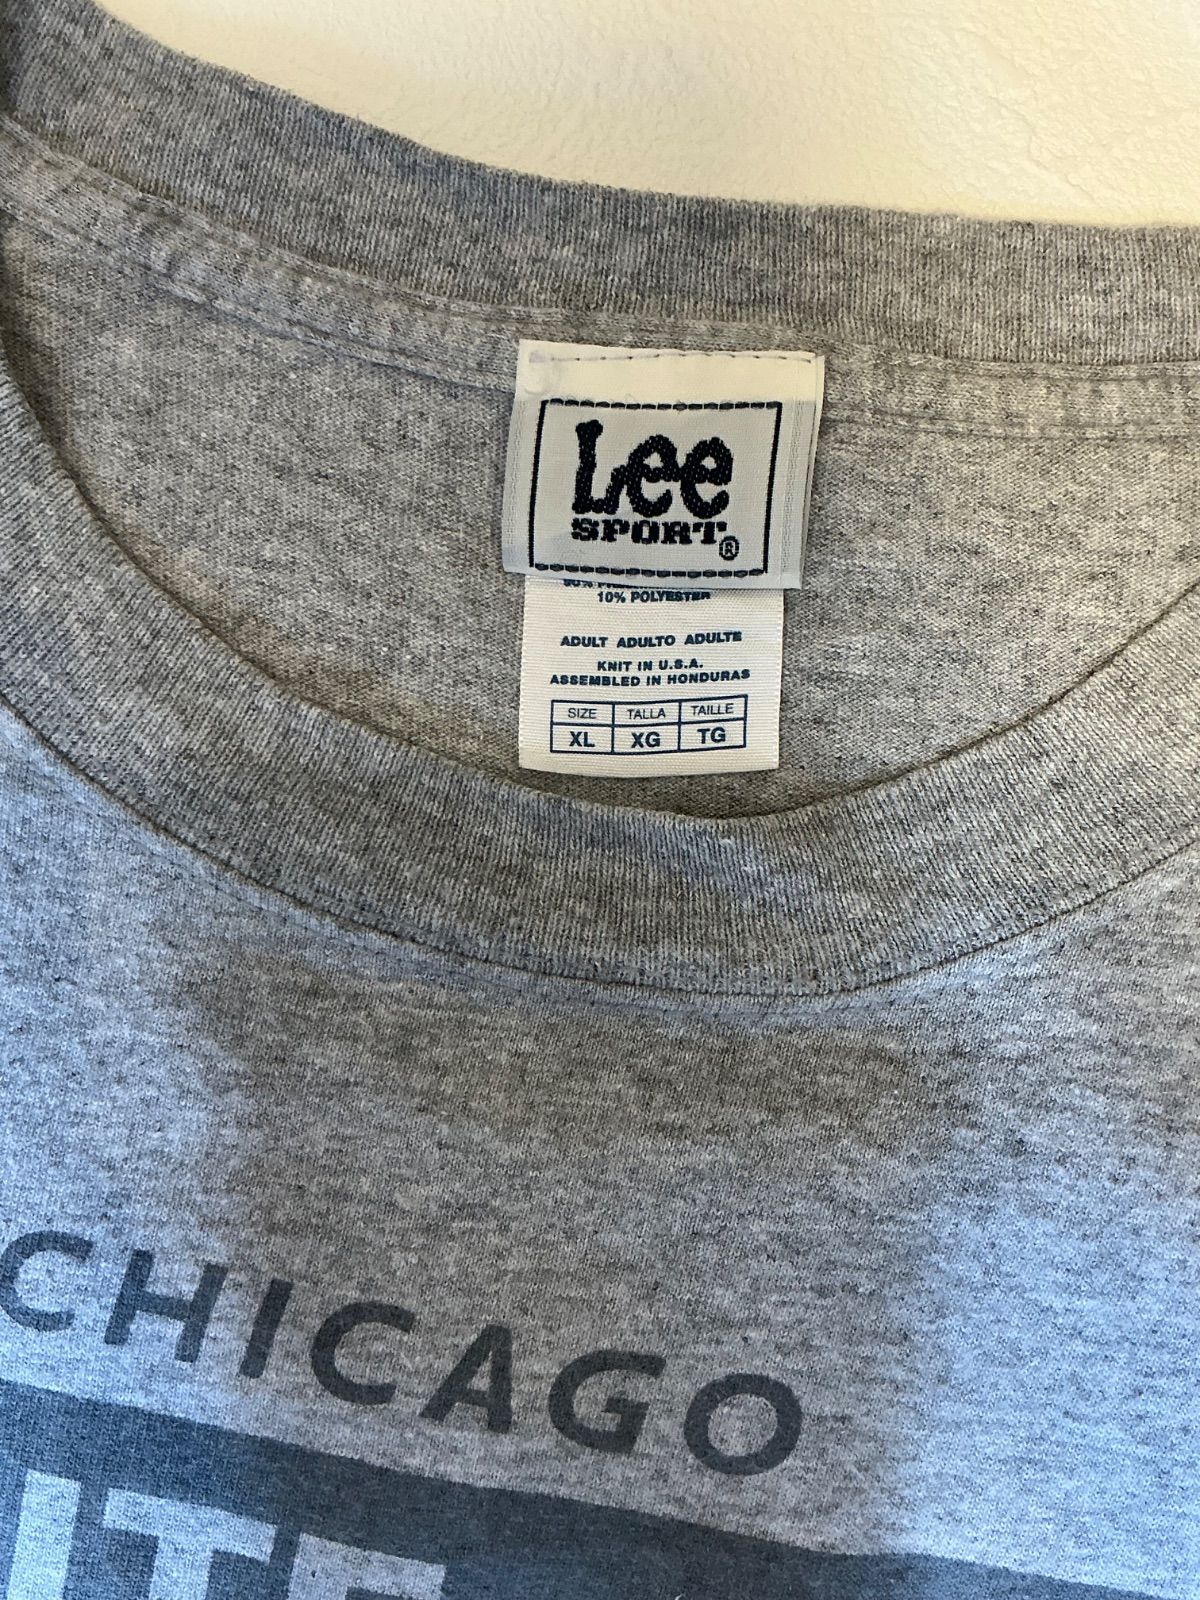 Lee
SPORT®
10% POLYESTER
ADULT ADULTO ADULTE
KNIT IN U.S.A.
ASSEMBLED IN HONDURAS
SIZE TALLA TAILLE
XL XG TG
CHICAGO
ITE